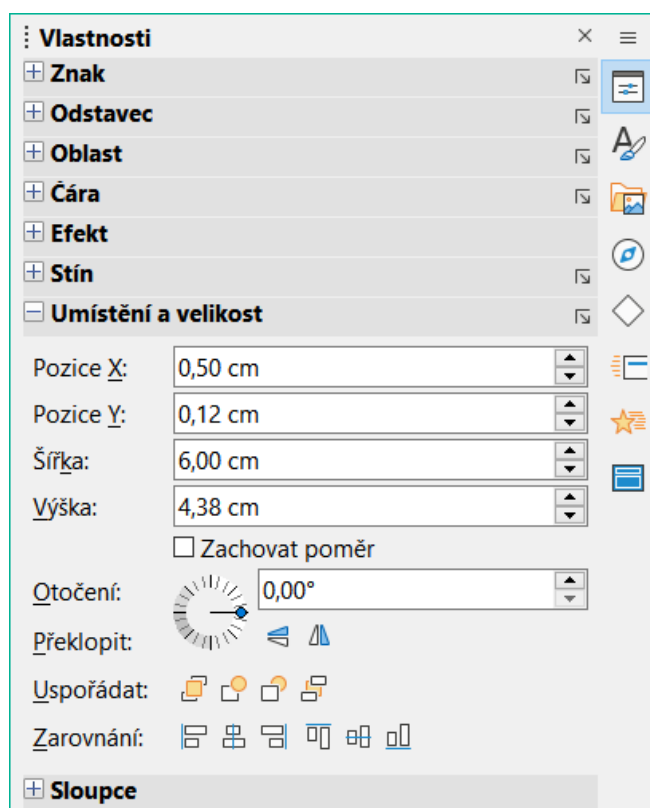 Vlastnosti
Znak
Odstavec
Oblast
Čára
Efekt
Stín
Umístění a velikost
Pozice X: 0,50 cm
Pozice Y: 0,12 cm
Šířka: 6,00 cm
Výška: 4,38 cm
Zachovat poměr
Otočení: 0,00°
Překlopit:
Uspořádat:
Zarovnání:
Sloupce